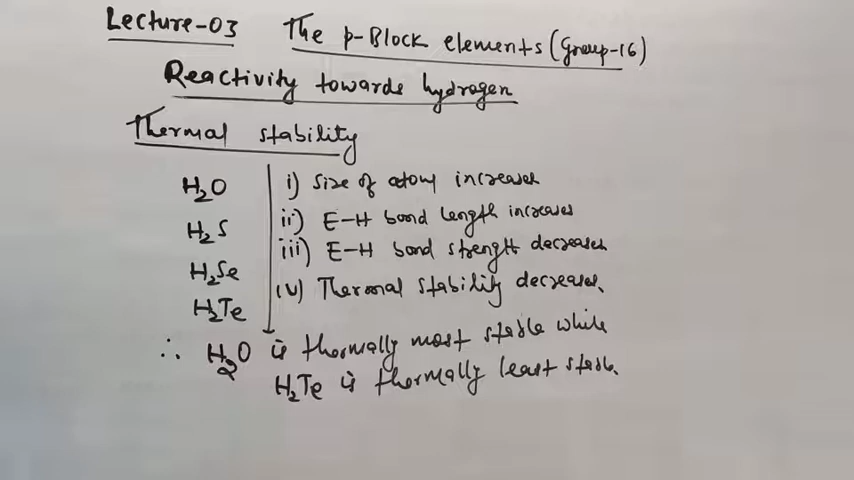 Lecture-03 The p-Block elements (Group-16)
Reactivity towards hydrogen
Thermal stability
H₂O i) Size of atom increases
H₂S ii) E-H bond length increases
H₂Se iii) E-H bond strength decreases
H₂Te iv) Thermal stability decreases.
∴ H₂O is thermally most stable while
H₂Te is thermally least stable.